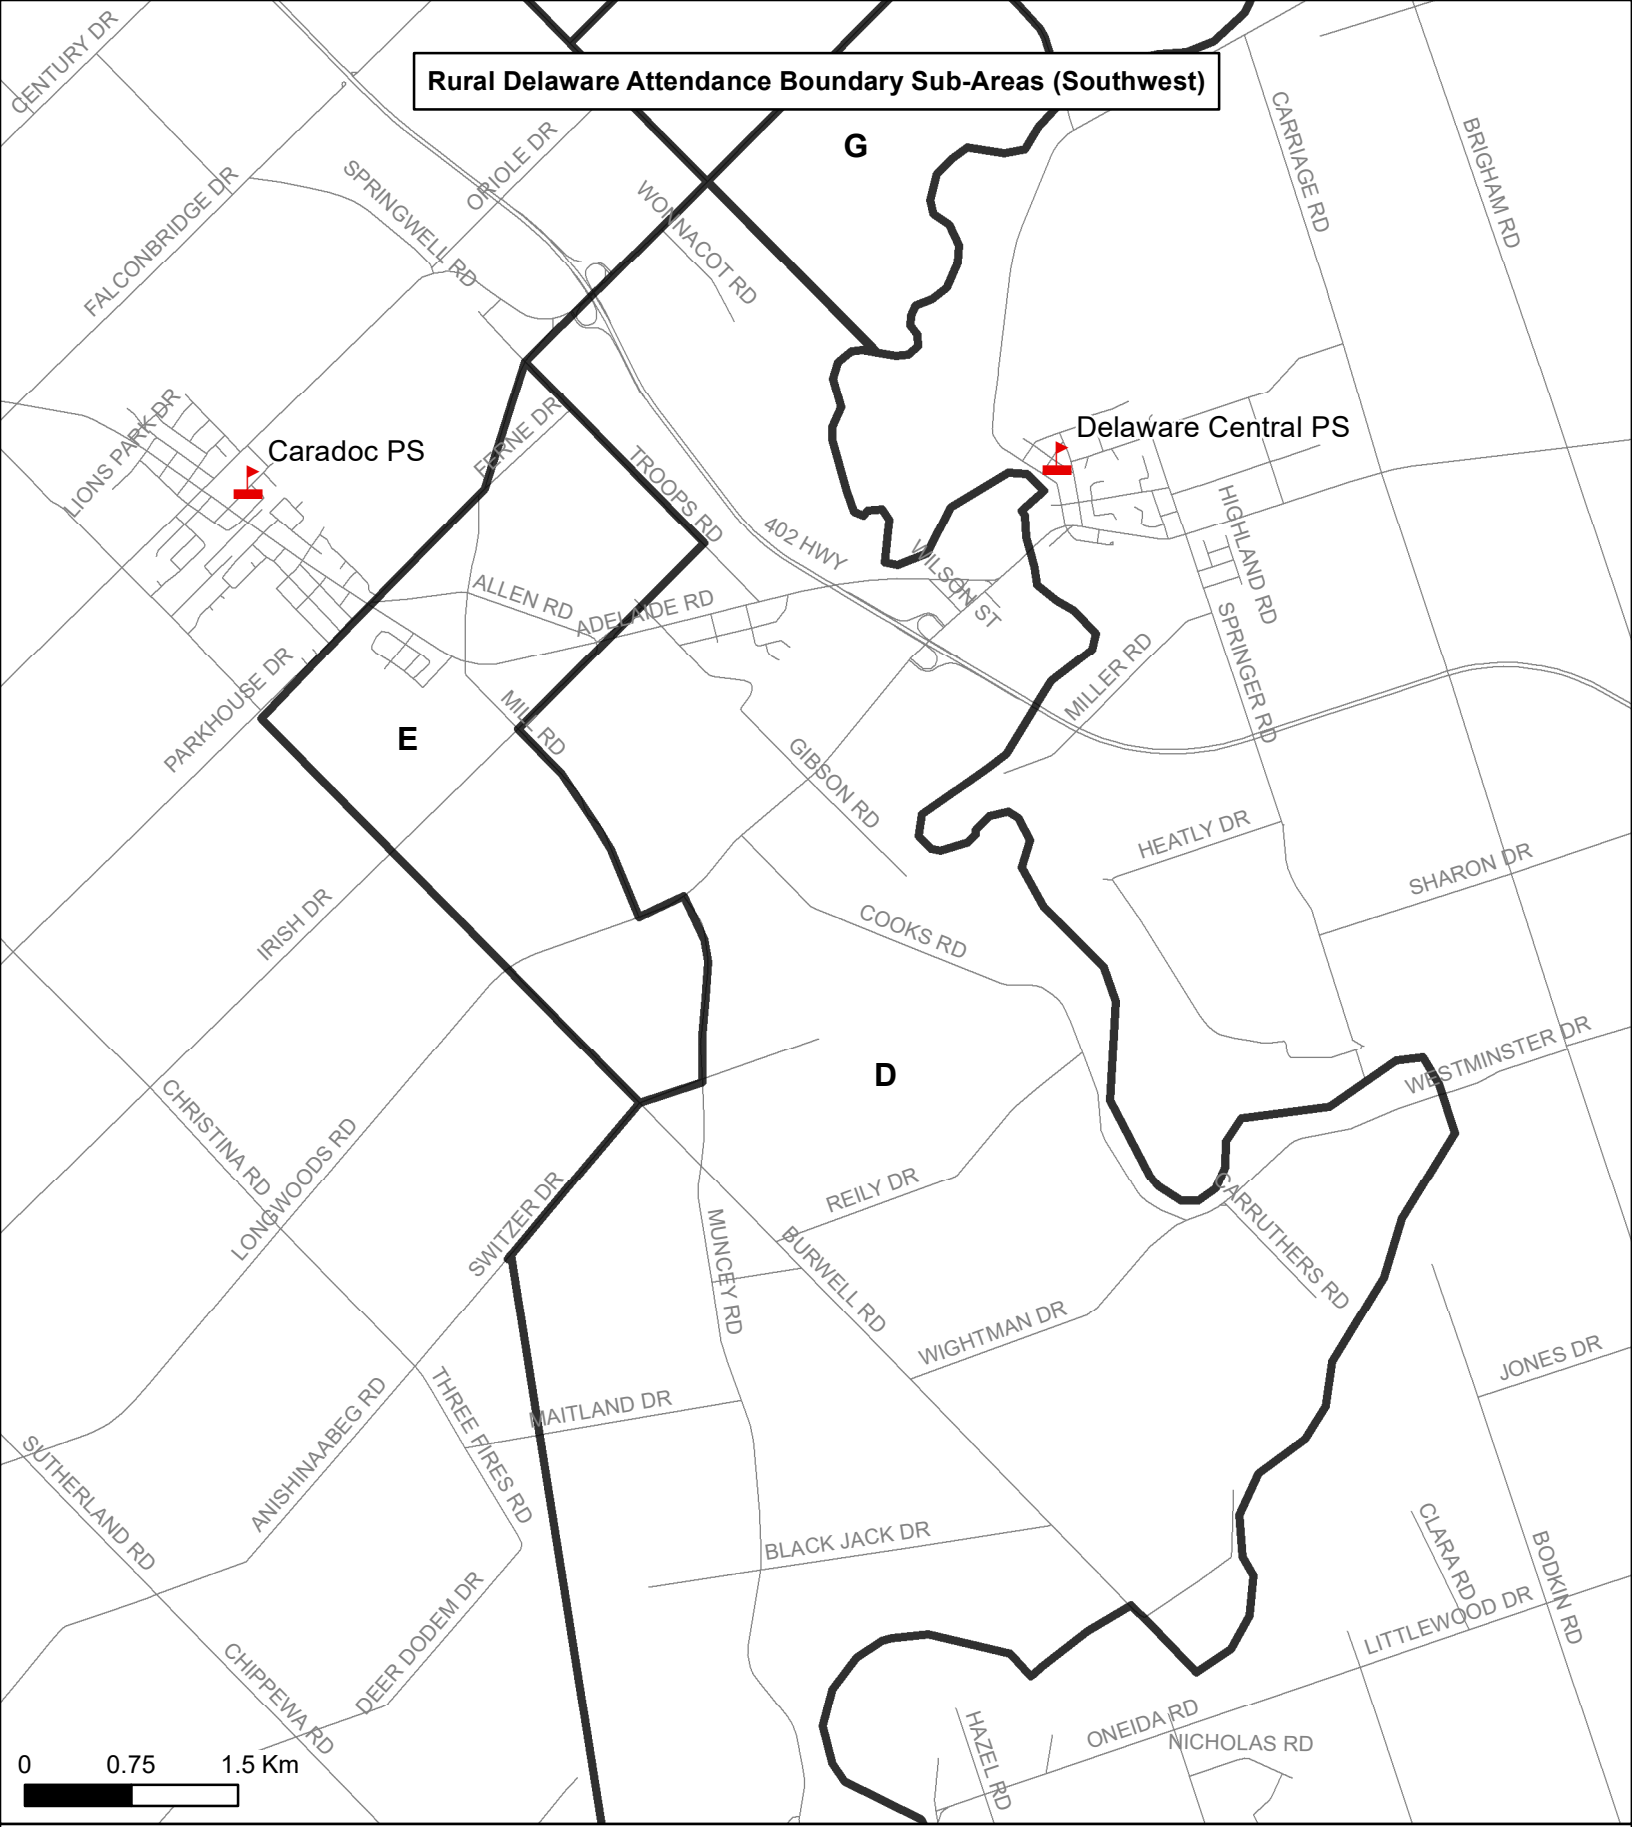 Rural Delaware Attendance Boundary Sub-Areas (Southwest)
CENTURY DR
ORIOLE DR
G
CARRIAGE RD
BRIGHAM RD
FALCONBRIDGE DR
SPRINGWELL RD
WONNACOT RD
LIONS PARK DR
Caradoc PS
FERNE DR
TROOPS RD
Delaware Central PS
402 HWY
WILSON ST
HIGHLAND RD
ALLEN RD
ADELAIDE RD
SPRINGER RD
MILLER RD
PARKHOUSE DR
E
MILL RD
GIBSON RD
HEATLY DR
SHARON DR
IRISH DR
COOKS RD
WESTMINSTER DR
D
CHRISTINA RD
LONGWOODS RD
SWITZER DR
REILY DR
CARRUTHERS RD
MUNCEY RD
BURWELL RD
WIGHTMAN DR
JONES DR
ANISHINAABEG RD
THREE FIRES RD
MAITLAND DR
SUTHERLAND RD
BLACK JACK DR
CLARA RD
BODKIN RD
LITTLEWOOD DR
DEER DODEM DR
CHIPPEWA RD
HAZEL RD
ONEIDA RD
NICHOLAS RD
0 0.75 1.5 Km